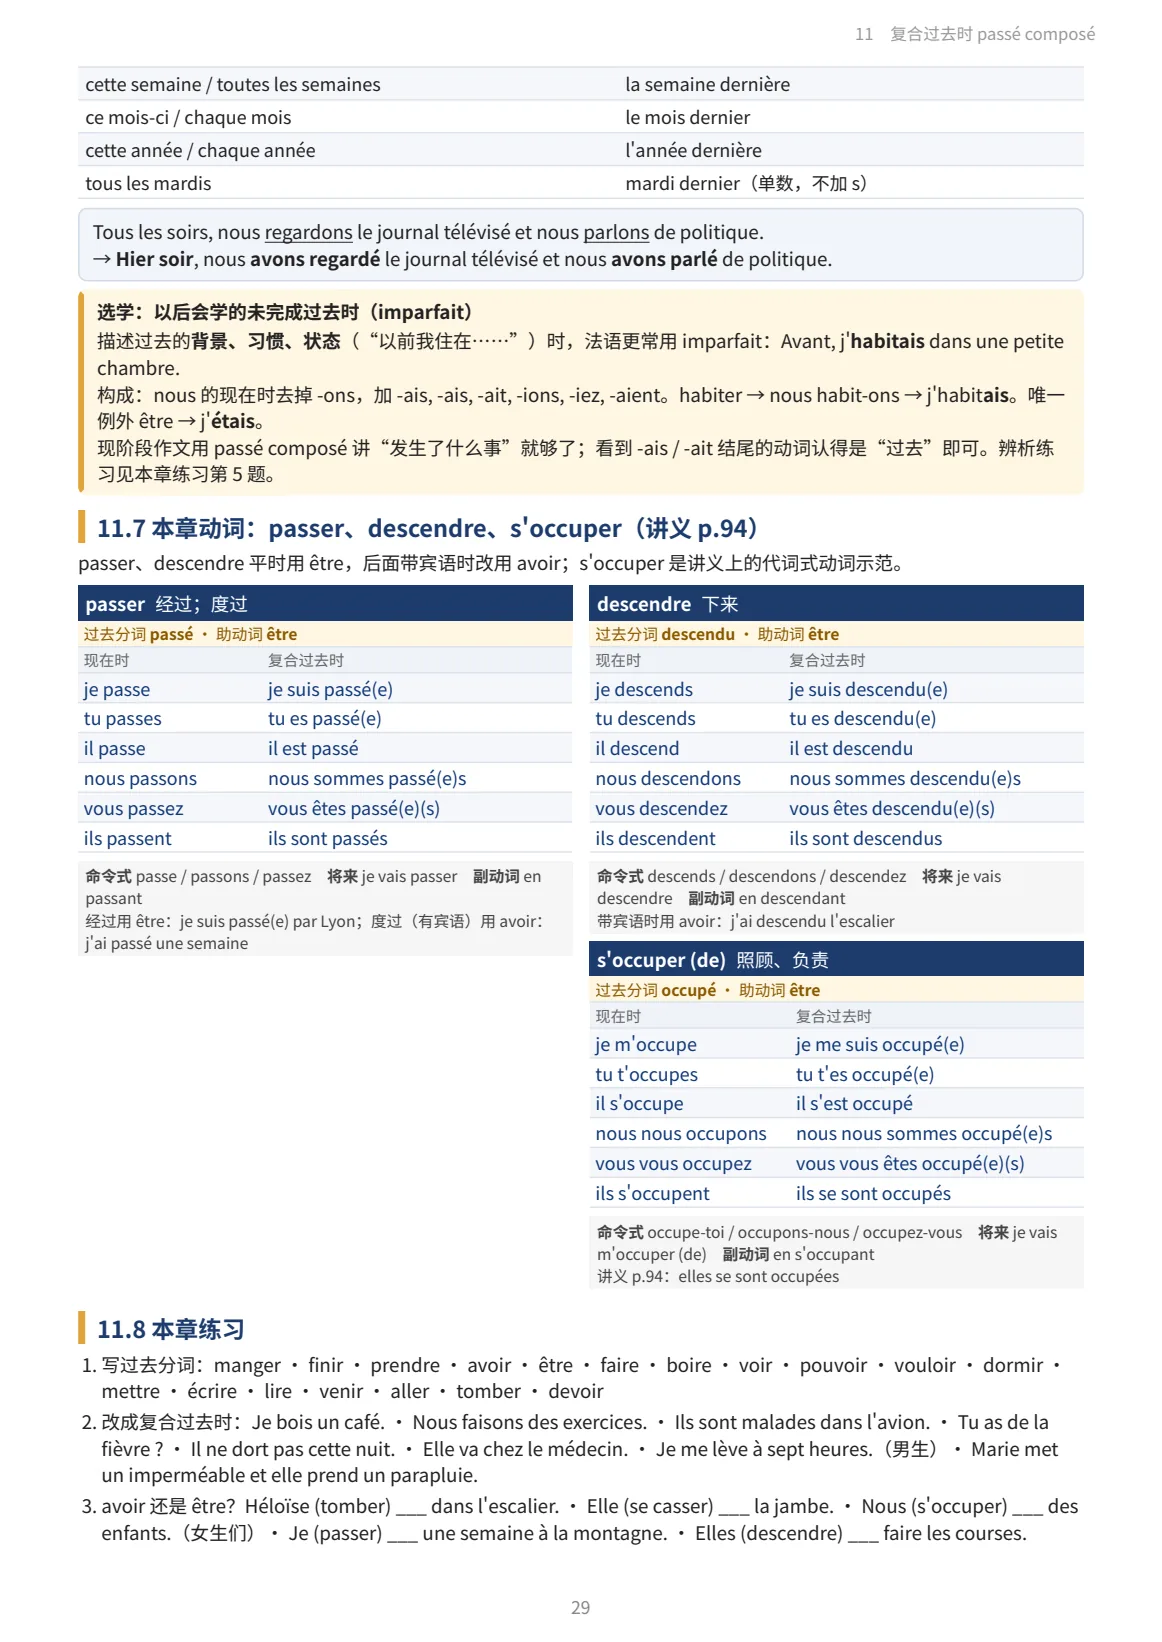 11 复合过去时 passé composé
cette semaine / toutes les semaines la semaine dernière
ce mois-ci / chaque mois le mois dernier
cette année / chaque année l'année dernière
tous les mardis mardi dernier（单数，不加 s）
Tous les soirs, nous regardons le journal télévisé et nous parlons de politique.
→ Hier soir, nous avons regardé le journal télévisé et nous avons parlé de politique.
选学：以后会学的未完成过去时（imparfait）
描述过去的背景、习惯、状态（“以前我住在……”）时，法语更常用 imparfait：Avant, j'habitais dans une petite
chambre.
构成：nous 的现在时去掉 -ons，加 -ais, -ais, -ait, -ions, -iez, -aient。habiter → nous habit-ons → j'habitais。唯一
例外 être → j'étais。
现阶段作文用 passé composé 讲“发生了什么事”就够了；看到 -ais / -ait 结尾的动词认得是“过去”即可。辨析练
习见本章练习第 5 题。
11.7 本章动词：passer、descendre、s'occuper（讲义 p.94）
passer、descendre 平时用 être，后面带宾语时改用 avoir；s'occuper 是讲义上的代词式动词示范。
passer 经过；度过
过去分词 passé · 助动词 être
现在时 复合过去时
je passe je suis passé(e)
tu passes tu es passé(e)
il passe il est passé
nous passons nous sommes passé(e)s
vous passez vous êtes passé(e)(s)
ils passent ils sont passés
命令式 passe / passons / passez 将来 je vais passer 副动词 en
passant
经过用 être：je suis passé(e) par Lyon；度过（有宾语）用 avoir：
j'ai passé une semaine
descendre 下来
过去分词 descendu · 助动词 être
现在时 复合过去时
je descends je suis descendu(e)
tu descends tu es descendu(e)
il descend il est descendu
nous descendons nous sommes descendu(e)s
vous descendez vous êtes descendu(e)(s)
ils descendent ils sont descendus
命令式 descends / descendons / descendez 将来 je vais
descendre 副动词 en descendant
带宾语时用 avoir：j'ai descendu l'escalier
s'occuper (de) 照顾、负责
过去分词 occupé · 助动词 être
现在时 复合过去时
je m'occupe je me suis occupé(e)
tu t'occupes tu t'es occupé(e)
il s'occupe il s'est occupé
nous nous occupons nous nous sommes occupé(e)s
vous vous occupez vous vous êtes occupé(e)(s)
ils s'occupent ils se sont occupés
命令式 occupe-toi / occupons-nous / occupez-vous 将来 je vais
m'occuper (de) 副动词 en s'occupant
讲义 p.94：elles se sont occupées
11.8 本章练习
1. 写过去分词：manger · finir · prendre · avoir · être · faire · boire · voir · pouvoir · vouloir · dormir ·
mettre · écrire · lire · venir · aller · tomber · devoir
2. 改成复合过去时：Je bois un café. · Nous faisons des exercices. · Ils sont malades dans l'avion. · Tu as de la
fièvre ? · Il ne dort pas cette nuit. · Elle va chez le médecin. · Je me lève à sept heures.（男生） · Marie met
un imperméable et elle prend un parapluie.
3. avoir 还是 être？Héloïse (tomber) ___ dans l'escalier. · Elle (se casser) ___ la jambe. · Nous (s'occuper) ___ des
enfants.（女生们） · Je (passer) ___ une semaine à la montagne. · Elles (descendre) ___ faire les courses.
29